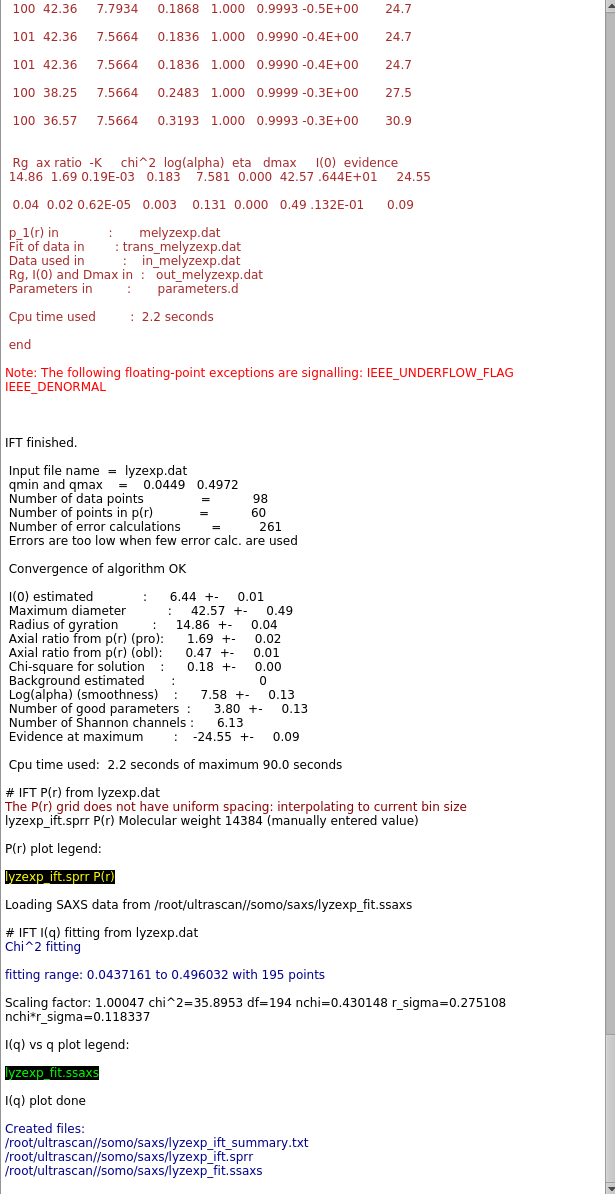 100 42.36 7.7934 0.1868 1.000 0.9993 -0.5E+00 24.7
101 42.36 7.5664 0.1836 1.000 0.9990 -0.4E+00 24.7
101 42.36 7.5664 0.1836 1.000 0.9990 -0.4E+00 24.7
100 38.25 7.5664 0.2483 1.000 0.9999 -0.3E+00 27.5
100 36.57 7.5664 0.3193 1.000 0.9993 -0.3E+00 30.9
Rg ax ratio -K chi^2 log(alpha) eta dmax I(0) evidence
14.86 1.69 0.19E-03 0.183 7.581 0.000 42.57 .644E+01 24.55
0.04 0.02 0.62E-05 0.003 0.131 0.000 0.49 .132E-01 0.09
p_1(r) in : melyzexp.dat
Fit of data in : trans_melyzexp.dat
Data used in : in_melyzexp.dat
Rg, I(0) and Dmax in : out_melyzexp.dat
Parameters in : parameters.d
Cpu time used : 2.2 seconds
end
Note: The following floating-point exceptions are signalling: IEEE_UNDERFLOW_FLAG
IEEE_DENORMAL
IFT finished.
Input file name = lyzexp.dat
qmin and qmax = 0.0449 0.4972
Number of data points = 98
Number of points in p(r) = 60
Number of error calculations = 261
Errors are too low when few error calc. are used
Convergence of algorithm OK
I(0) estimated : 6.44 +- 0.01
Maximum diameter : 42.57 +- 0.49
Radius of gyration : 14.86 +- 0.04
Axial ratio from p(r) (pro): 1.69 +- 0.02
Axial ratio from p(r) (obl): 0.47 +- 0.01
Chi-square for solution : 0.18 +- 0.00
Background estimated : 0
Log(alpha) (smoothness) : 7.58 +- 0.13
Number of good parameters : 3.80 +- 0.13
Number of Shannon channels : 6.13
Evidence at maximum : -24.55 +- 0.09
Cpu time used: 2.2 seconds of maximum 90.0 seconds
# IFT P(r) from lyzexp.dat
The P(r) grid does not have uniform spacing: interpolating to current bin size
lyzexp_ift.sprr P(r) Molecular weight 14384 (manually entered value)
P(r) plot legend:
lyzexp_ift.sprr P(r)
Loading SAXS data from /root/ultrascan//somo/saxs/lyzexp_fit.ssaxs
# IFT I(q) fitting from lyzexp.dat
Chi^2 fitting
fitting range: 0.0437161 to 0.496032 with 195 points
Scaling factor: 1.00047 chi^2=35.8953 df=194 nchi=0.430148 r_sigma=0.275108
nchi*r_sigma=0.118337
I(q) vs q plot legend:
lyzexp_fit.ssaxs
I(q) plot done
Created files:
/root/ultrascan//somo/saxs/lyzexp_ift_summary.txt
/root/ultrascan//somo/saxs/lyzexp_ift.sprr
/root/ultrascan//somo/saxs/lyzexp_fit.ssaxs